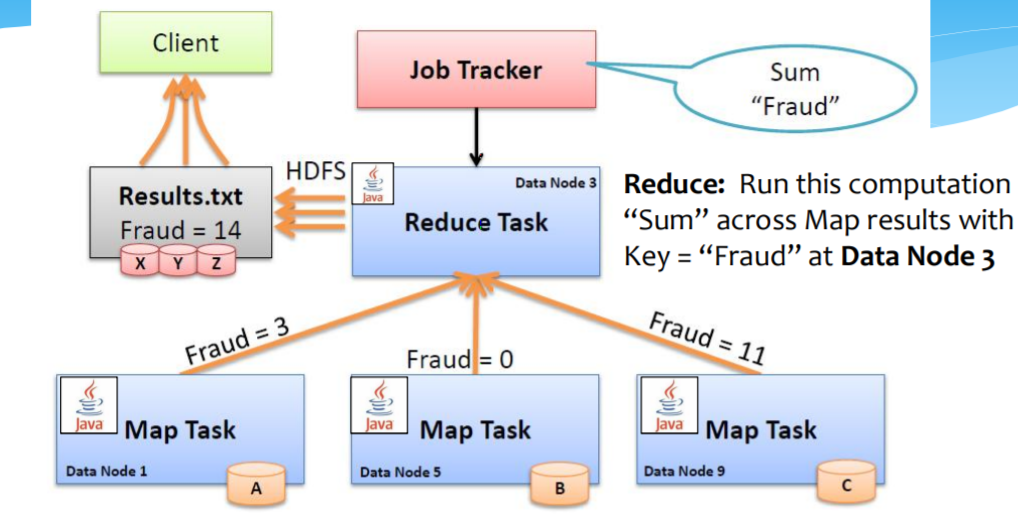 Client
Job Tracker
Sum
“Fraud”
HDFS
Java
Data Node 3
Reduce Task
Results.txt
Fraud = 14
X Y Z
Reduce: Run this computation
“Sum” across Map results with
Key = “Fraud” at Data Node 3
Fraud = 3
Fraud = 0
Fraud = 11
Java
Map Task
Data Node 1
A
Java
Map Task
Data Node 5
B
Java
Map Task
Data Node 9
C